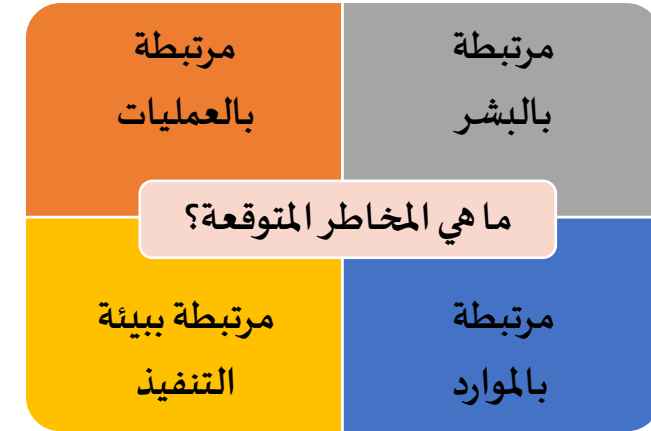 مرتبطة
بالبشر
مرتبطة
بالعمليات
ما هي المخاطر المتوقعة؟
مرتبطة
بالموارد
مرتبطة ببيئة
التنفيذ